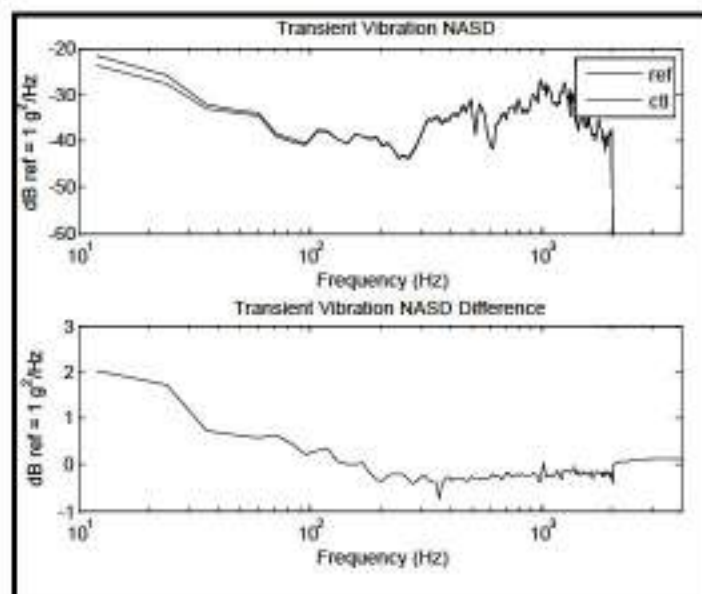 Transient Vibration NASD
-20
-30
-40
-50
-60
dB ref = 1 g²/Hz
ref
ctl
10¹
10²
10³
Frequency (Hz)
Transient Vibration NASD Difference
3
2
1
0
-1
dB ref = 1 g²/Hz
10¹
10²
10³
Frequency (Hz)